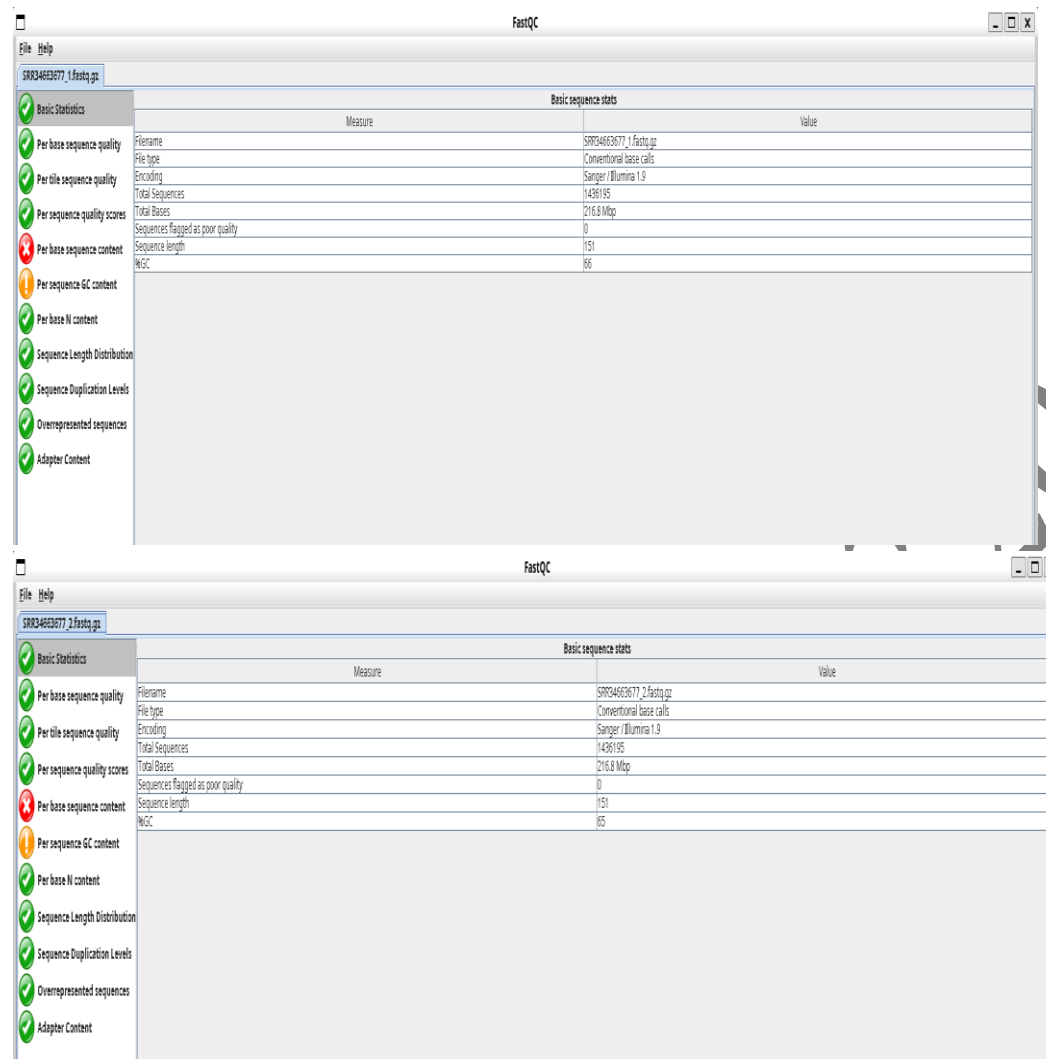 FastQC
File Help
SRR34663677_1.fastq.gz
Basic Statistics
Per base sequence quality
Per tile sequence quality
Per sequence quality scores
Per base sequence content
Per sequence GC content
Per base N content
Sequence Length Distribution
Sequence Duplication Levels
Overrepresented sequences
Adapter Content
Basic sequence stats
Measure Value
Filename SRR34663677_1.fastq.gz
File type Conventional base calls
Encoding Sanger / Illumina 1.9
Total Sequences 1436195
Total Bases 216.8 Mbp
Sequences flagged as poor quality 0
Sequence length 151
%GC 66
FastQC
File Help
SRR34663677_2.fastq.gz
Basic Statistics
Per base sequence quality
Per tile sequence quality
Per sequence quality scores
Per base sequence content
Per sequence GC content
Per base N content
Sequence Length Distribution
Sequence Duplication Levels
Overrepresented sequences
Adapter Content
Basic sequence stats
Measure Value
Filename SRR34663677_2.fastq.gz
File type Conventional base calls
Encoding Sanger / Illumina 1.9
Total Sequences 1436195
Total Bases 216.8 Mbp
Sequences flagged as poor quality 0
Sequence length 151
%GC 65